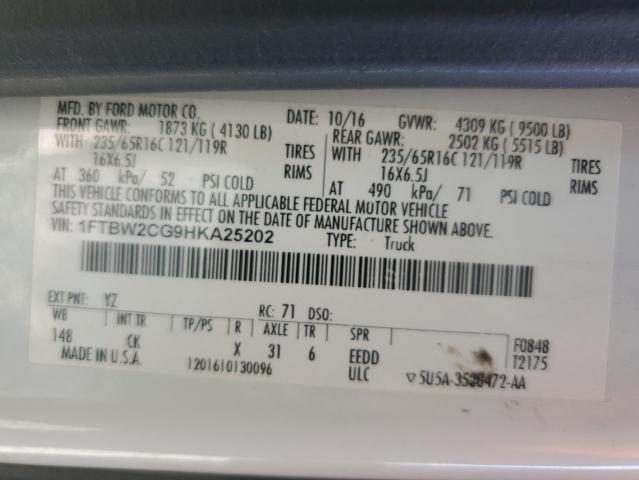 MFD. BY FORD MOTOR CO. DATE: 10/16 GVWR: 4309 KG ( 9500 LB)
FRONT GAWR: 1873 KG ( 4130 LB) REAR GAWR: 2502 KG ( 5515 LB)
WITH 235/65R16C 121/119R TIRES WITH 235/65R16C 121/119R TIRES
16X6.5J RIMS 16X6.5J RIMS
AT 360 kPa/ 52 PSI COLD AT 490 kPa/ 71 PSI COLD
THIS VEHICLE CONFORMS TO ALL APPLICABLE FEDERAL MOTOR VEHICLE
SAFETY STANDARDS IN EFFECT ON THE DATE OF MANUFACTURE SHOWN ABOVE.
VIN: 1FTBW2CG9HKA25202 TYPE: Truck
EXT PNT: YZ RC: 71 DSO:
WB INT TR TP/PS R AXLE TR SPR F0848
148 CK X 31 6 EEDD T2175
MADE IN U.S.A. 1201610130096 ULC ▽5U5A-3520472-AA